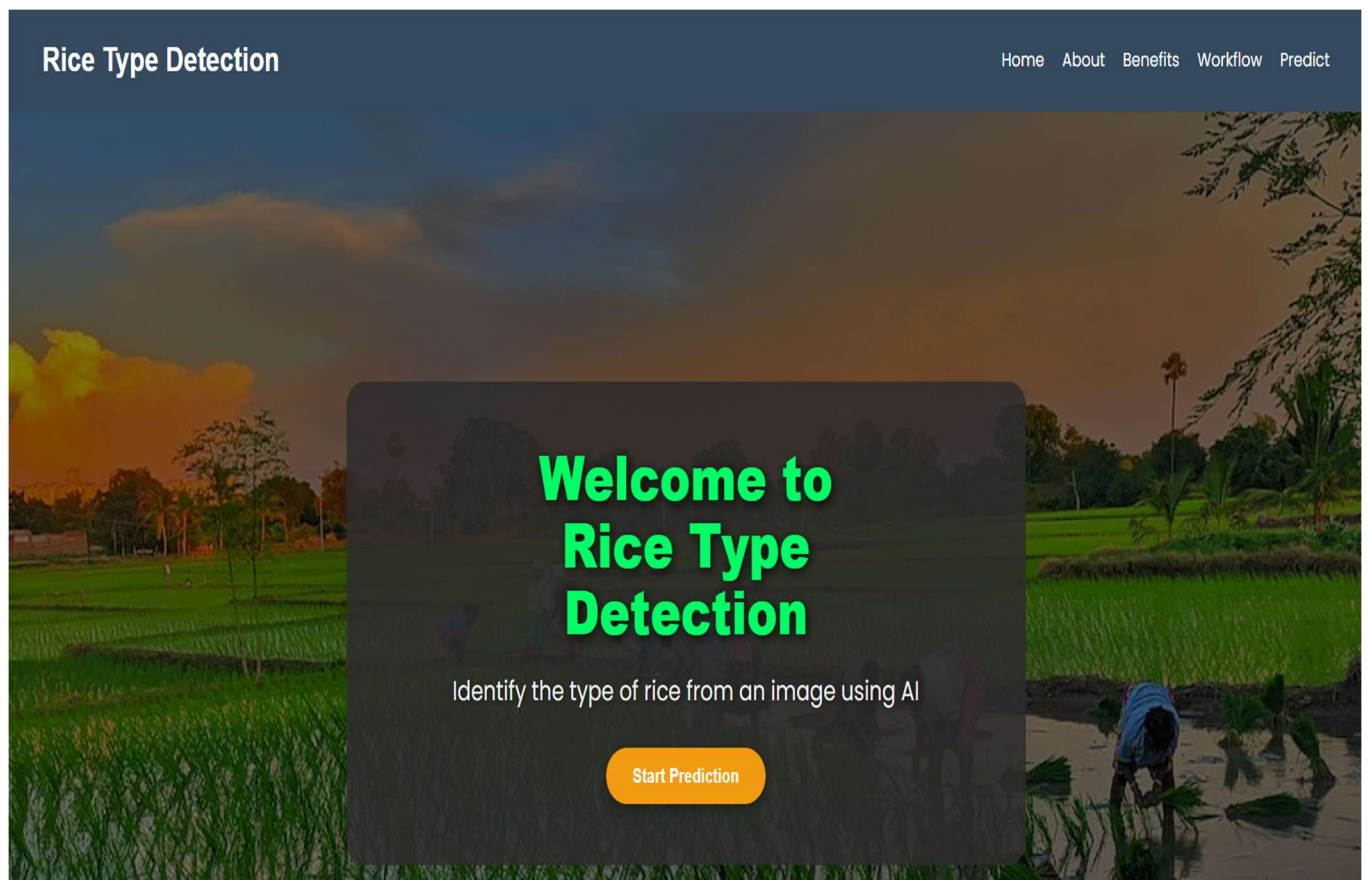 Rice Type Detection
Home About Benefits Workflow Predict
Welcome to
Rice Type
Detection
Identify the type of rice from an image using AI
Start Prediction